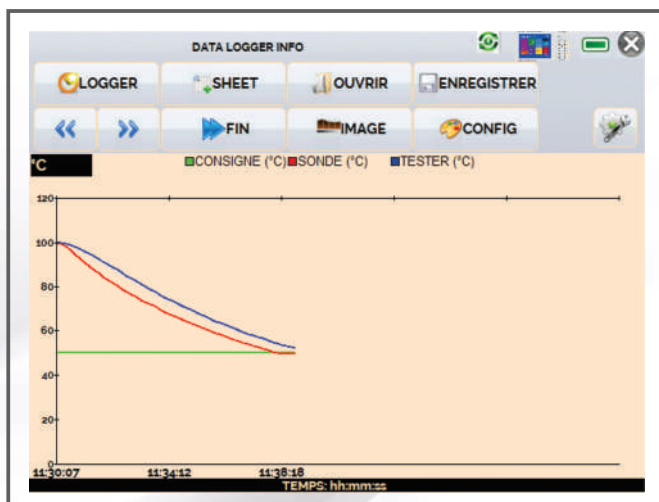 DATA LOGGER INFO
LOGGER SHEET OUVRIR ENREGISTRER
FIN IMAGE CONFIG
°C
CONSIGNE (°C) SONDE (°C) TESTER (°C)
120
100
80
60
40
20
0
11:30:07 11:34:12 11:38:18
TEMPS: hh:mm:ss